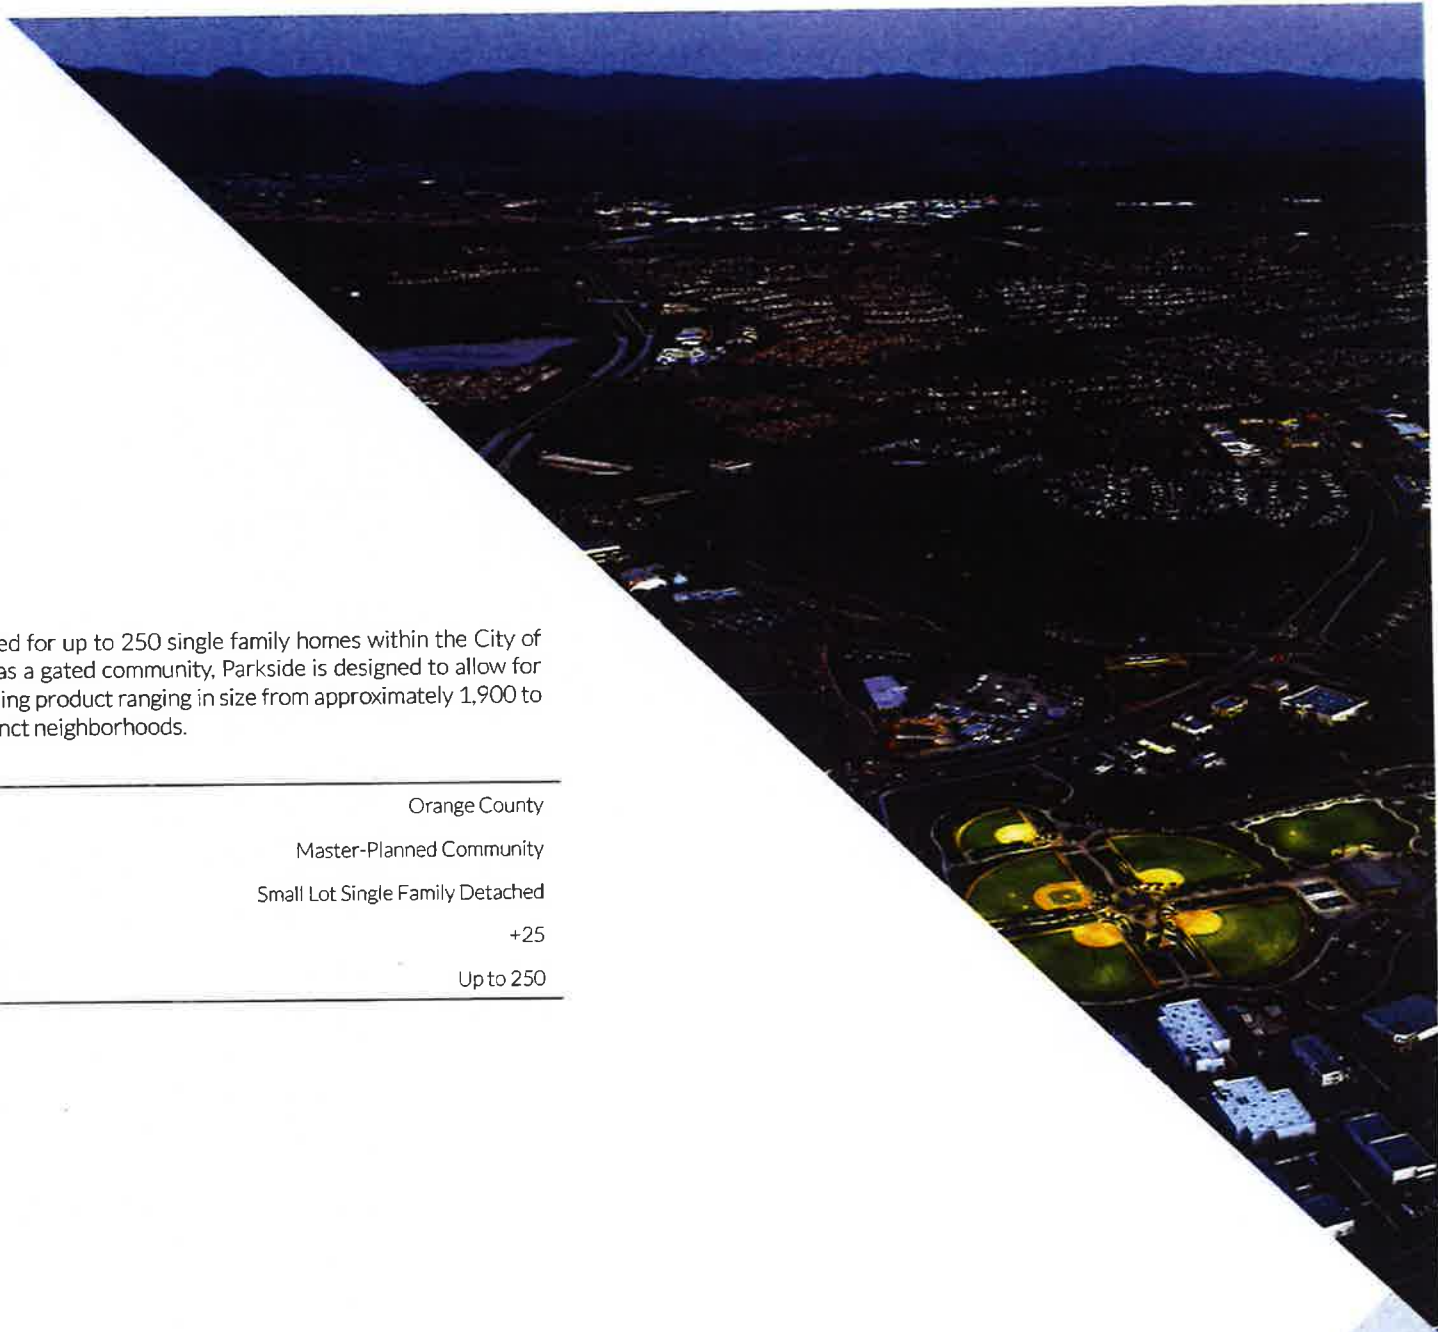 ed for up to 250 single family homes within the City of
as a gated community, Parkside is designed to allow for
ing product ranging in size from approximately 1,900 to
nct neighborhoods.
Orange County
Master-Planned Community
Small Lot Single Family Detached
+25
Up to 250